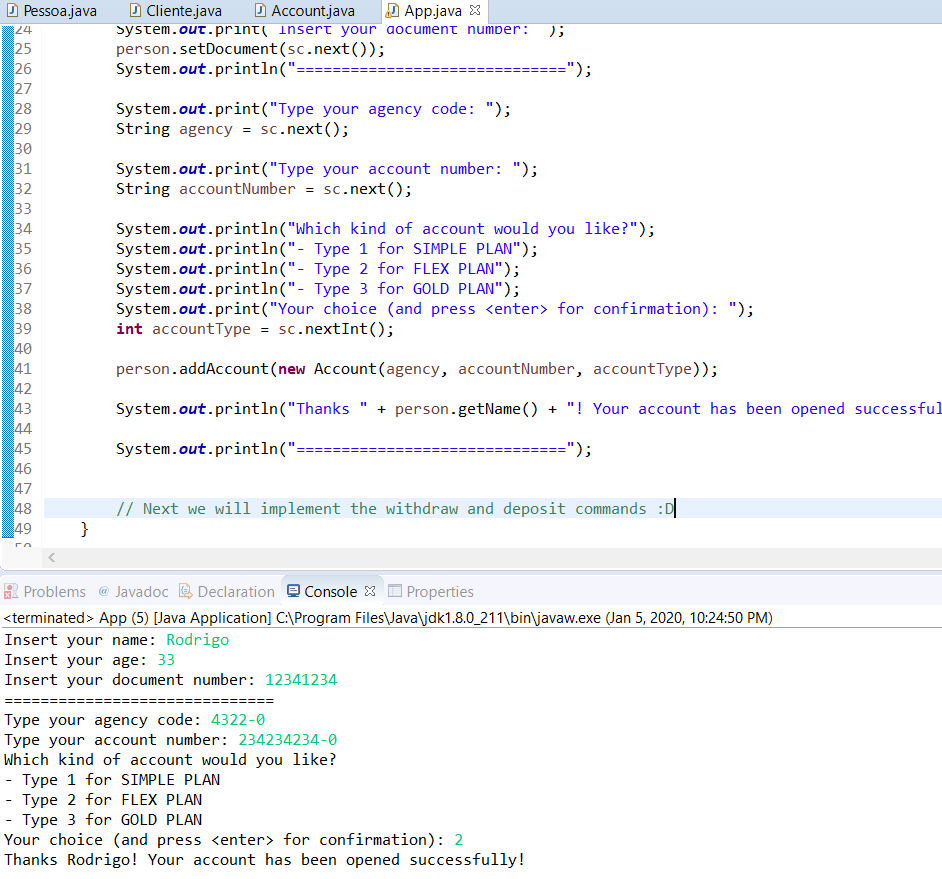 Pessoa.java Cliente.java Account.java App.java
24 System.out.print("Insert your document number: ");
25 person.setDocument(sc.next());
26 System.out.println("==============================");
27
28 System.out.print("Type your agency code: ");
29 String agency = sc.next();
30
31 System.out.print("Type your account number: ");
32 String accountNumber = sc.next();
33
34 System.out.println("Which kind of account would you like?");
35 System.out.println("- Type 1 for SIMPLE PLAN");
36 System.out.println("- Type 2 for FLEX PLAN");
37 System.out.println("- Type 3 for GOLD PLAN");
38 System.out.print("Your choice (and press <enter> for confirmation): ");
39 int accountType = sc.nextInt();
40
41 person.addAccount(new Account(agency, accountNumber, accountType));
42
43 System.out.println("Thanks " + person.getName() + "! Your account has been opened successful
44
45 System.out.println("==============================");
46
47
48 // Next we will implement the withdraw and deposit commands :D
49 }
Problems @ Javadoc Declaration Console Properties
<terminated> App (5) [Java Application] C:\Program Files\Java\jdk1.8.0_211\bin\javaw.exe (Jan 5, 2020, 10:24:50 PM)
Insert your name: Rodrigo
Insert your age: 33
Insert your document number: 12341234
==============================
Type your agency code: 4322-0
Type your account number: 234234234-0
Which kind of account would you like?
- Type 1 for SIMPLE PLAN
- Type 2 for FLEX PLAN
- Type 3 for GOLD PLAN
Your choice (and press <enter> for confirmation): 2
Thanks Rodrigo! Your account has been opened successfully!